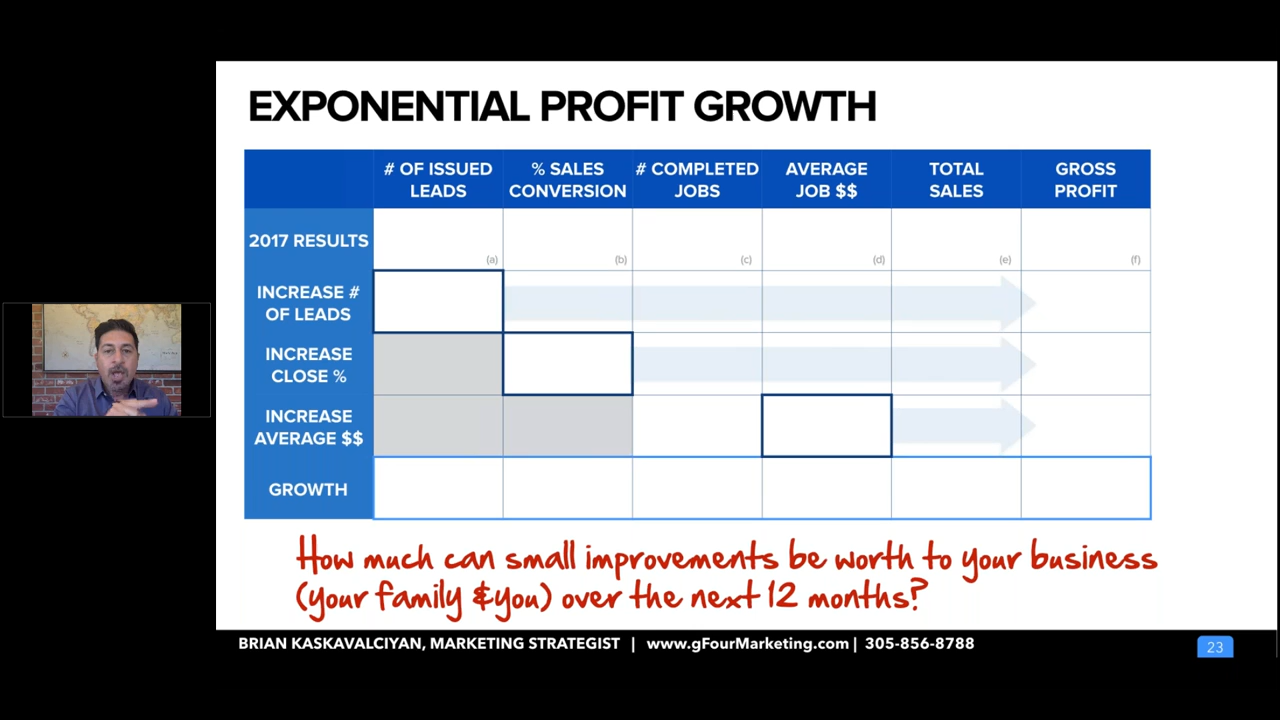 EXPONENTIAL PROFIT GROWTH
# OF ISSUED LEADS
% SALES CONVERSION
# COMPLETED JOBS
AVERAGE JOB $$
TOTAL SALES
GROSS PROFIT
2017 RESULTS
(a)
(b)
(c)
(d)
(e)
(f)
INCREASE #
OF LEADS
INCREASE
CLOSE %
INCREASE
AVERAGE $$
GROWTH
How much can small improvements be worth to your business
(your family & you) over the next 12 months?
BRIAN KASKAVALCIYAN, MARKETING STRATEGIST | www.gFourMarketing.com | 305-856-8788
23